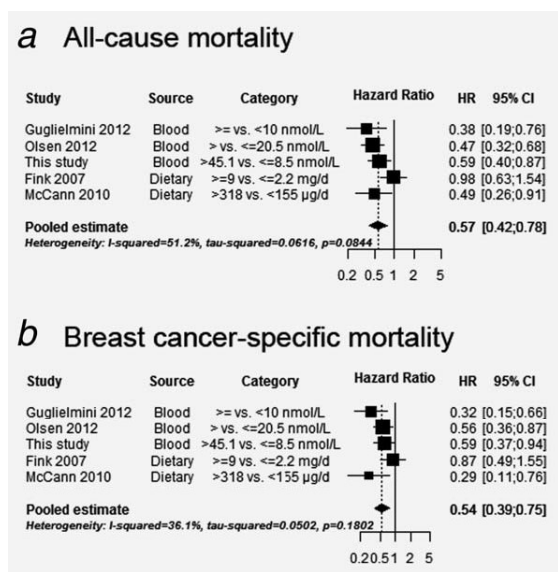 a All-cause mortality
Study Source Category Hazard Ratio HR 95% CI
Guglielmini 2012 Blood >= vs. <10 nmol/L 0.38 [0.19;0.76]
Olsen 2012 Blood > vs. <=20.5 nmol/L 0.47 [0.32;0.68]
This study Blood >45.1 vs. <=8.5 nmol/L 0.59 [0.40;0.87]
Fink 2007 Dietary >=9 vs. <=2.2 mg/d 0.98 [0.63;1.54]
McCann 2010 Dietary >318 vs. <155 µg/d 0.49 [0.26;0.91]
Pooled estimate 0.57 [0.42;0.78]
Heterogeneity: I-squared=51.2%, tau-squared=0.0616, p=0.0844
0.2 0.5 1 2 5
b Breast cancer-specific mortality
Study Source Category Hazard Ratio HR 95% CI
Guglielmini 2012 Blood >= vs. <10 nmol/L 0.32 [0.15;0.66]
Olsen 2012 Blood > vs. <=20.5 nmol/L 0.56 [0.36;0.87]
This study Blood >45.1 vs. <=8.5 nmol/L 0.59 [0.37;0.94]
Fink 2007 Dietary >=9 vs. <=2.2 mg/d 0.87 [0.49;1.55]
McCann 2010 Dietary >318 vs. <155 µg/d 0.29 [0.11;0.76]
Pooled estimate 0.54 [0.39;0.75]
Heterogeneity: I-squared=36.1%, tau-squared=0.0502, p=0.1802
0.2 0.5 1 2 5